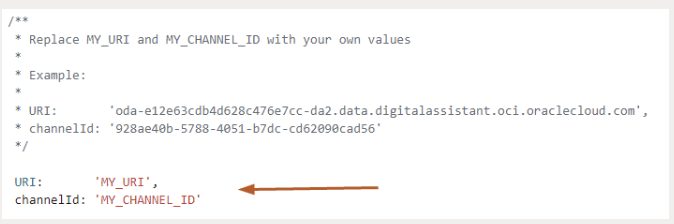 /**
 * Replace MY_URI and MY_CHANNEL_ID with your own values
 *
 * Example:
 *
 * URI:       'oda-e12e63cdb4d628c476e7cc-da2.data.digitalassistant.oci.oraclecloud.com',
 * channelId: '928ae40b-5788-4051-b7dc-cd62090cad56'
 */
URI:       'MY_URI',
channelId: 'MY_CHANNEL_ID'